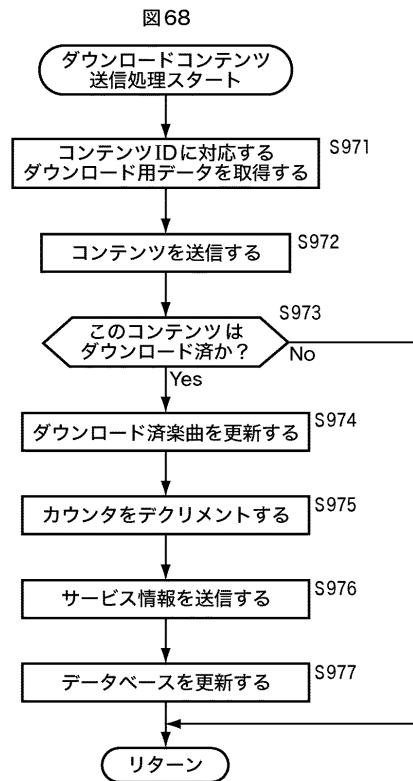 図68
ダウンロードコンテンツ
送信処理スタート
コンテンツIDに対応する
ダウンロード用データを取得する
S971
コンテンツを送信する
S972
このコンテンツは
ダウンロード済か?
S973
No
Yes
ダウンロード済楽曲を更新する
S974
カウンタをデクリメントする
S975
サービス情報を送信する
S976
データベースを更新する
S977
リターン